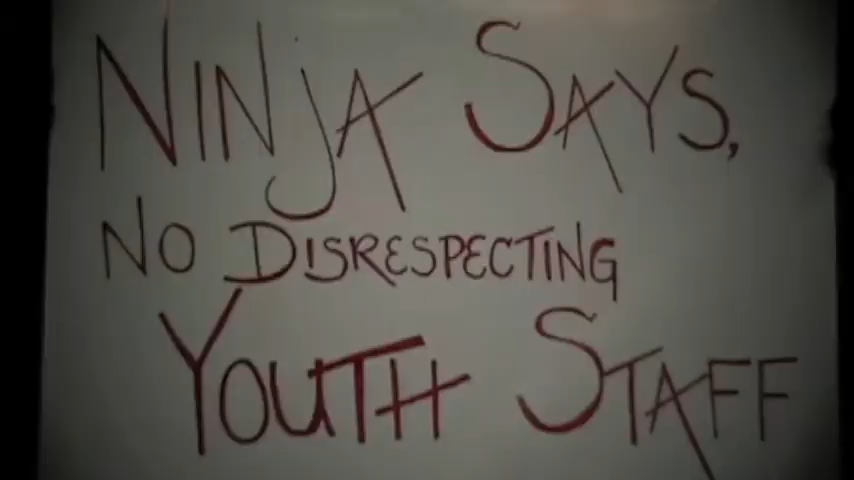 NINJA SAYS,
NO DISRESPECTING
YOUTH STAFF